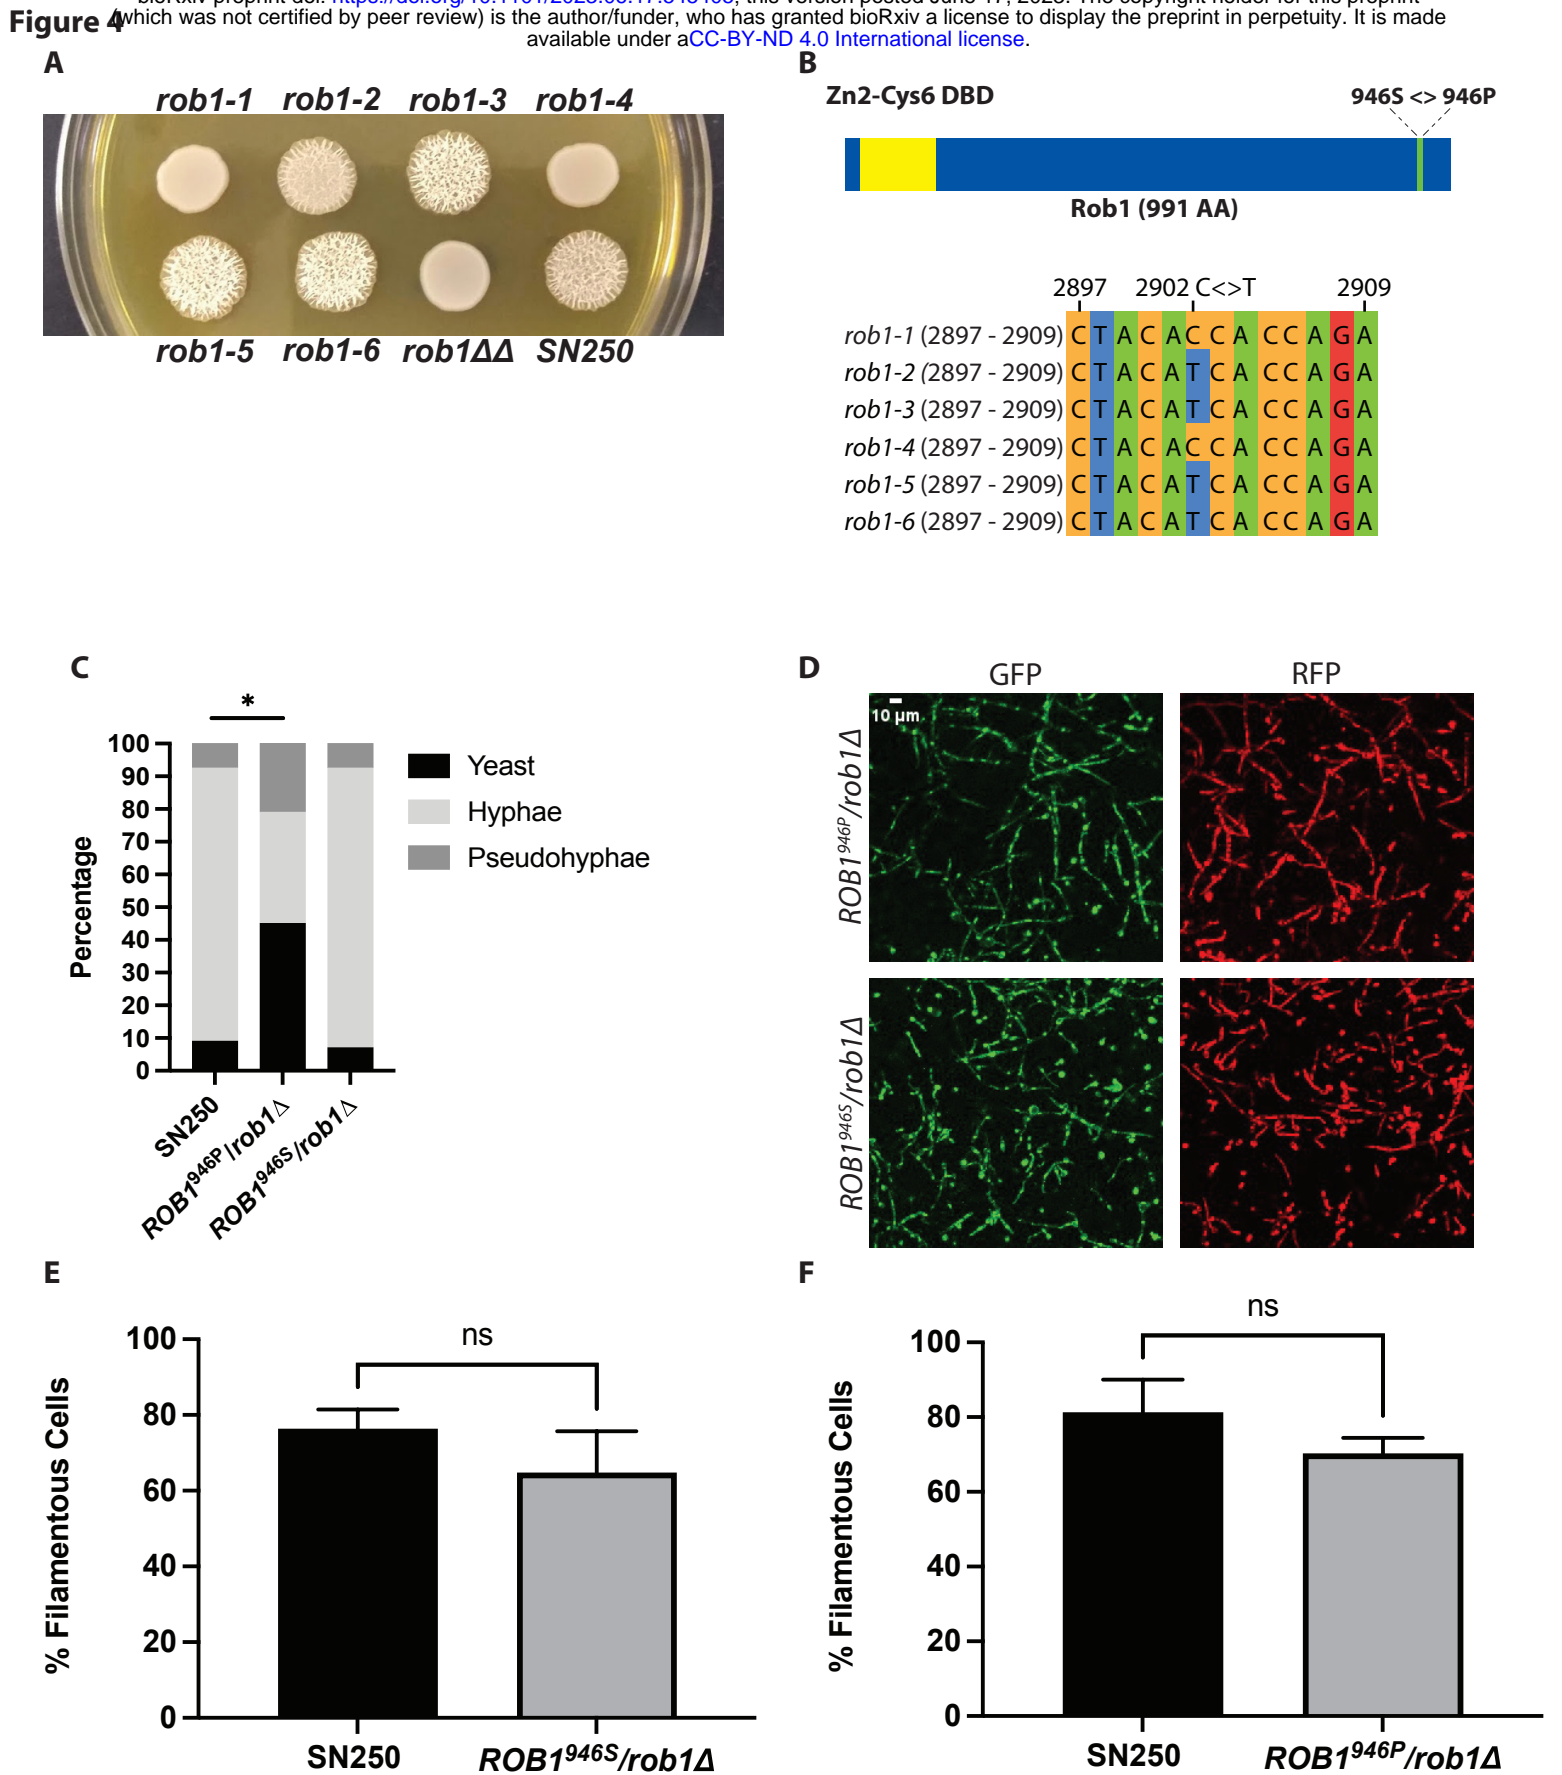 Figure 4
(which was not certified by peer review) is the author/funder, who has granted bioRxiv a license to display the preprint in perpetuity. It is made
available under aCC-BY-ND 4.0 International license.
A
rob1-1 rob1-2 rob1-3 rob1-4
rob1-5 rob1-6 rob1ΔΔ SN250
B
Zn2-Cys6 DBD
946S <> 946P
Rob1 (991 AA)
2897 2902 C<>T 2909
rob1-1 (2897 - 2909) C T A C A C C A C C A G A
rob1-2 (2897 - 2909) C T A C A T C A C C A G A
rob1-3 (2897 - 2909) C T A C A T C A C C A G A
rob1-4 (2897 - 2909) C T A C A C C A C C A G A
rob1-5 (2897 - 2909) C T A C A T C A C C A G A
rob1-6 (2897 - 2909) C T A C A T C A C C A G A
C
*
100
90
80
70
60
50
40
30
20
10
0
Percentage
SN250
ROB1946P/rob1Δ
ROB1946S/rob1Δ
Yeast
Hyphae
Pseudohyphae
D
GFP RFP
10 µm
ROB1946P/rob1Δ
ROB1946S/rob1Δ
E
ns
100
80
60
40
20
0
% Filamentous Cells
SN250 ROB1946S/rob1Δ
F
ns
100
80
60
40
20
0
% Filamentous Cells
SN250 ROB1946P/rob1Δ